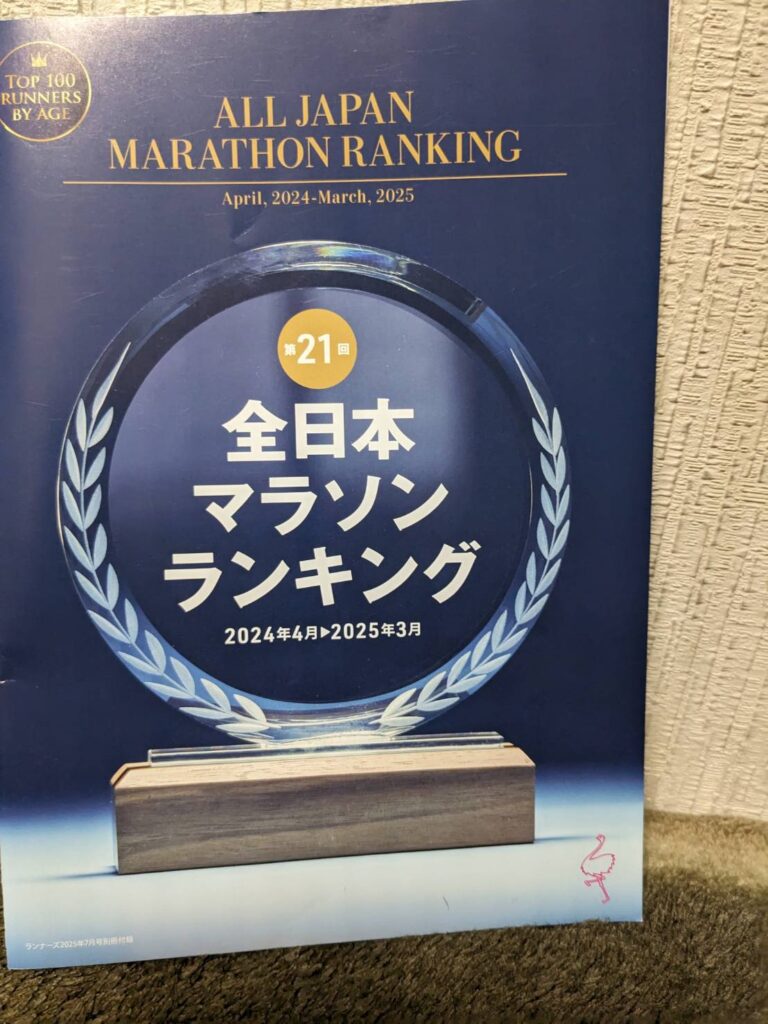 TOP 100
RUNNERS
BY AGE
ALL JAPAN
MARATHON RANKING
April, 2024-March, 2025
第21回
全日本
マラソン
ランキング
2024年4月▶2025年3月
ランナーズ2025年7月号別冊付録